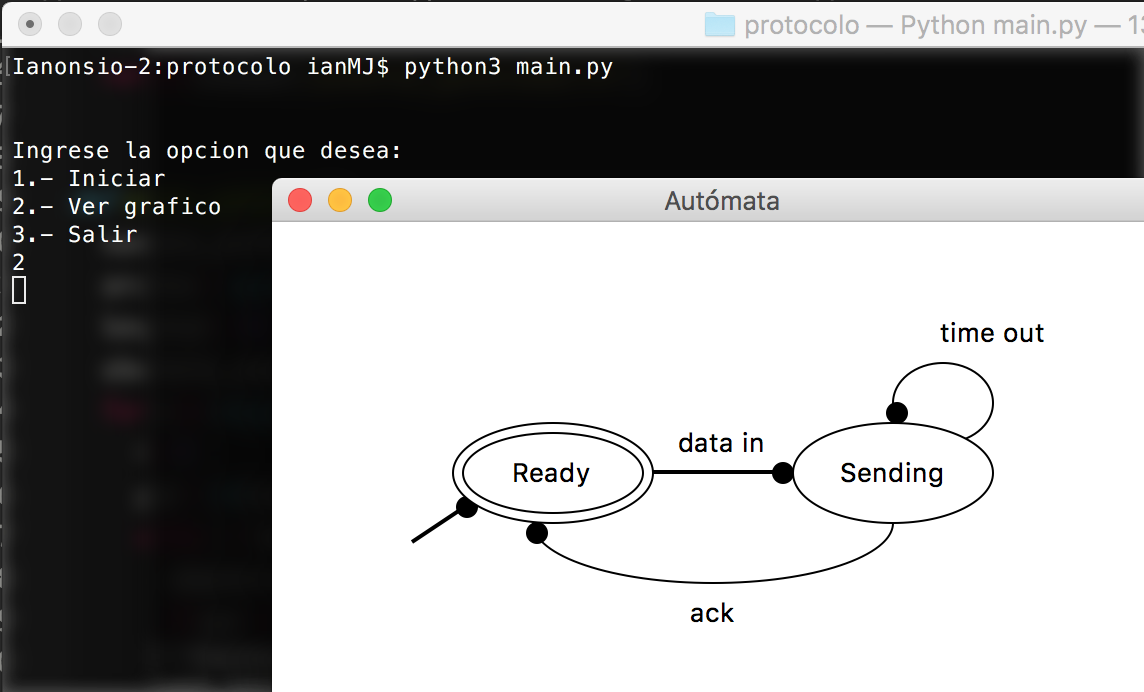 protocolo — Python main.py — 13
Ianonsio-2:protocolo ianMJ$ python3 main.py
Ingrese la opcion que desea:
1.- Iniciar
2.- Ver grafico
3.- Salir
2
Autómata
time out
data in
Ready
Sending
ack